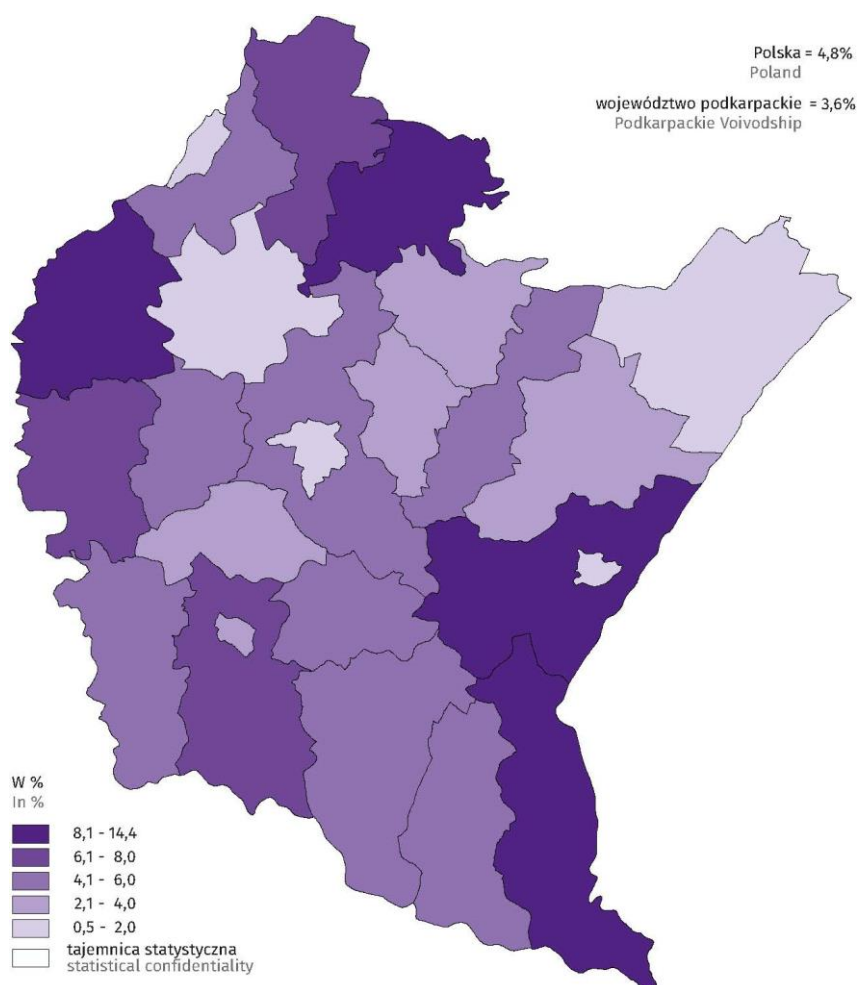 Polska = 4,8%
Poland
województwo podkarpackie = 3,6%
Podkarpackie Voivodship
W %
In %
8,1 - 14,4
6,1 - 8,0
4,1 - 6,0
2,1 - 4,0
0,5 - 2,0
tajemnica statystyczna
statistical confidentiality